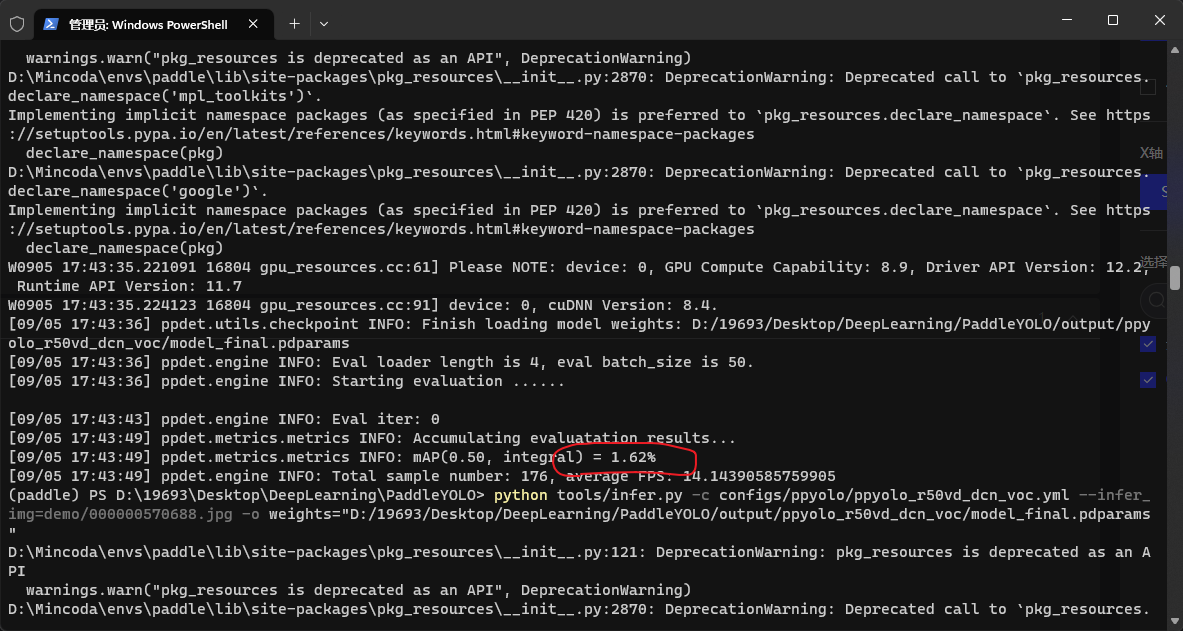 管理员: Windows PowerShell
warnings.warn("pkg_resources is deprecated as an API", DeprecationWarning)
D:\Mincoda\envs\paddle\lib\site-packages\pkg_resources\__init__.py:2870: DeprecationWarning: Deprecated call to `pkg_resources.
declare_namespace('mpl_toolkits')`.
Implementing implicit namespace packages (as specified in PEP 420) is preferred to `pkg_resources.declare_namespace`. See https
://setuptools.pypa.io/en/latest/references/keywords.html#keyword-namespace-packages
declare_namespace(pkg)
D:\Mincoda\envs\paddle\lib\site-packages\pkg_resources\__init__.py:2870: DeprecationWarning: Deprecated call to `pkg_resources.
declare_namespace('google')`.
Implementing implicit namespace packages (as specified in PEP 420) is preferred to `pkg_resources.declare_namespace`. See https
://setuptools.pypa.io/en/latest/references/keywords.html#keyword-namespace-packages
declare_namespace(pkg)
W0905 17:43:35.221091 16804 gpu_resources.cc:61] Please NOTE: device: 0, GPU Compute Capability: 8.9, Driver API Version: 12.2,
Runtime API Version: 11.7
W0905 17:43:35.224123 16804 gpu_resources.cc:91] device: 0, cuDNN Version: 8.4.
[09/05 17:43:36] ppdet.utils.checkpoint INFO: Finish loading model weights: D:/19693/Desktop/DeepLearning/PaddleYOLO/output/ppy
olo_r50vd_dcn_voc/model_final.pdparams
[09/05 17:43:36] ppdet.engine INFO: Eval loader length is 4, eval batch_size is 50.
[09/05 17:43:36] ppdet.engine INFO: Starting evaluation ......
[09/05 17:43:43] ppdet.engine INFO: Eval iter: 0
[09/05 17:43:49] ppdet.metrics.metrics INFO: Accumulating evaluatation results...
[09/05 17:43:49] ppdet.metrics.metrics INFO: mAP(0.50, integral) = 1.62%
[09/05 17:43:49] ppdet.engine INFO: Total sample number: 176, average FPS: 14.14390585759905
(paddle) PS D:\19693\Desktop\DeepLearning\PaddleYOLO> python tools/infer.py -c configs/ppyolo/ppyolo_r50vd_dcn_voc.yml --infer_
img=demo/000000570688.jpg -o weights="D:/19693/Desktop/DeepLearning/PaddleYOLO/output/ppyolo_r50vd_dcn_voc/model_final.pdparams
"
D:\Mincoda\envs\paddle\lib\site-packages\pkg_resources\__init__.py:121: DeprecationWarning: pkg_resources is deprecated as an A
PI
warnings.warn("pkg_resources is deprecated as an API", DeprecationWarning)
D:\Mincoda\envs\paddle\lib\site-packages\pkg_resources\__init__.py:2870: DeprecationWarning: Deprecated call to `pkg_resources.
X轴
S
选择